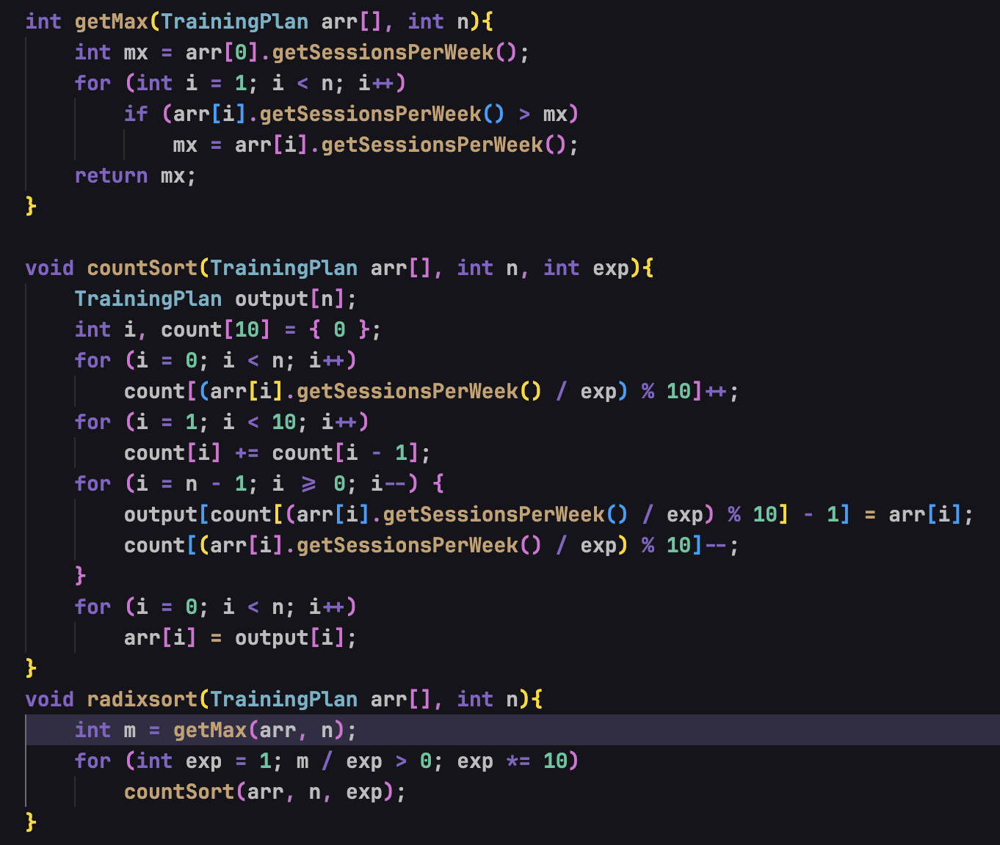 int getMax(TrainingPlan arr[], int n){
    int mx = arr[0].getSessionsPerWeek();
    for (int i = 1; i < n; i++)
        if (arr[i].getSessionsPerWeek() > mx)
            mx = arr[i].getSessionsPerWeek();
    return mx;
}

void countSort(TrainingPlan arr[], int n, int exp){
    TrainingPlan output[n];
    int i, count[10] = { 0 };
    for (i = 0; i < n; i++)
        count[(arr[i].getSessionsPerWeek() / exp) % 10]++;
    for (i = 1; i < 10; i++)
        count[i] += count[i - 1];
    for (i = n - 1; i >= 0; i--) {
        output[count[(arr[i].getSessionsPerWeek() / exp) % 10] - 1] = arr[i];
        count[(arr[i].getSessionsPerWeek() / exp) % 10]--;
    }
    for (i = 0; i < n; i++)
        arr[i] = output[i];
}
void radixsort(TrainingPlan arr[], int n){
    int m = getMax(arr, n);
    for (int exp = 1; m / exp > 0; exp *= 10)
        countSort(arr, n, exp);
}